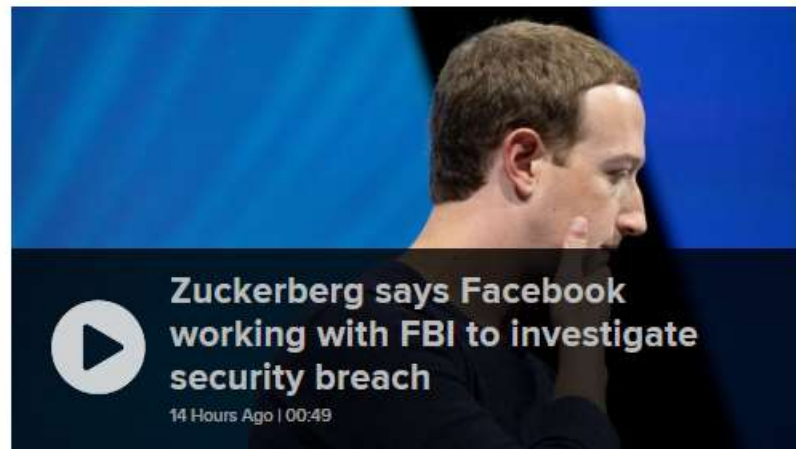 Zuckerberg says Facebook
working with FBI to investigate
security breach
14 Hours Ago | 00:49